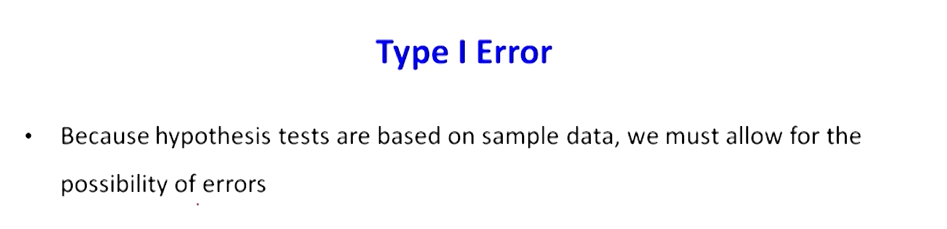 Type I Error
• Because hypothesis tests are based on sample data, we must allow for the
possibility of errors